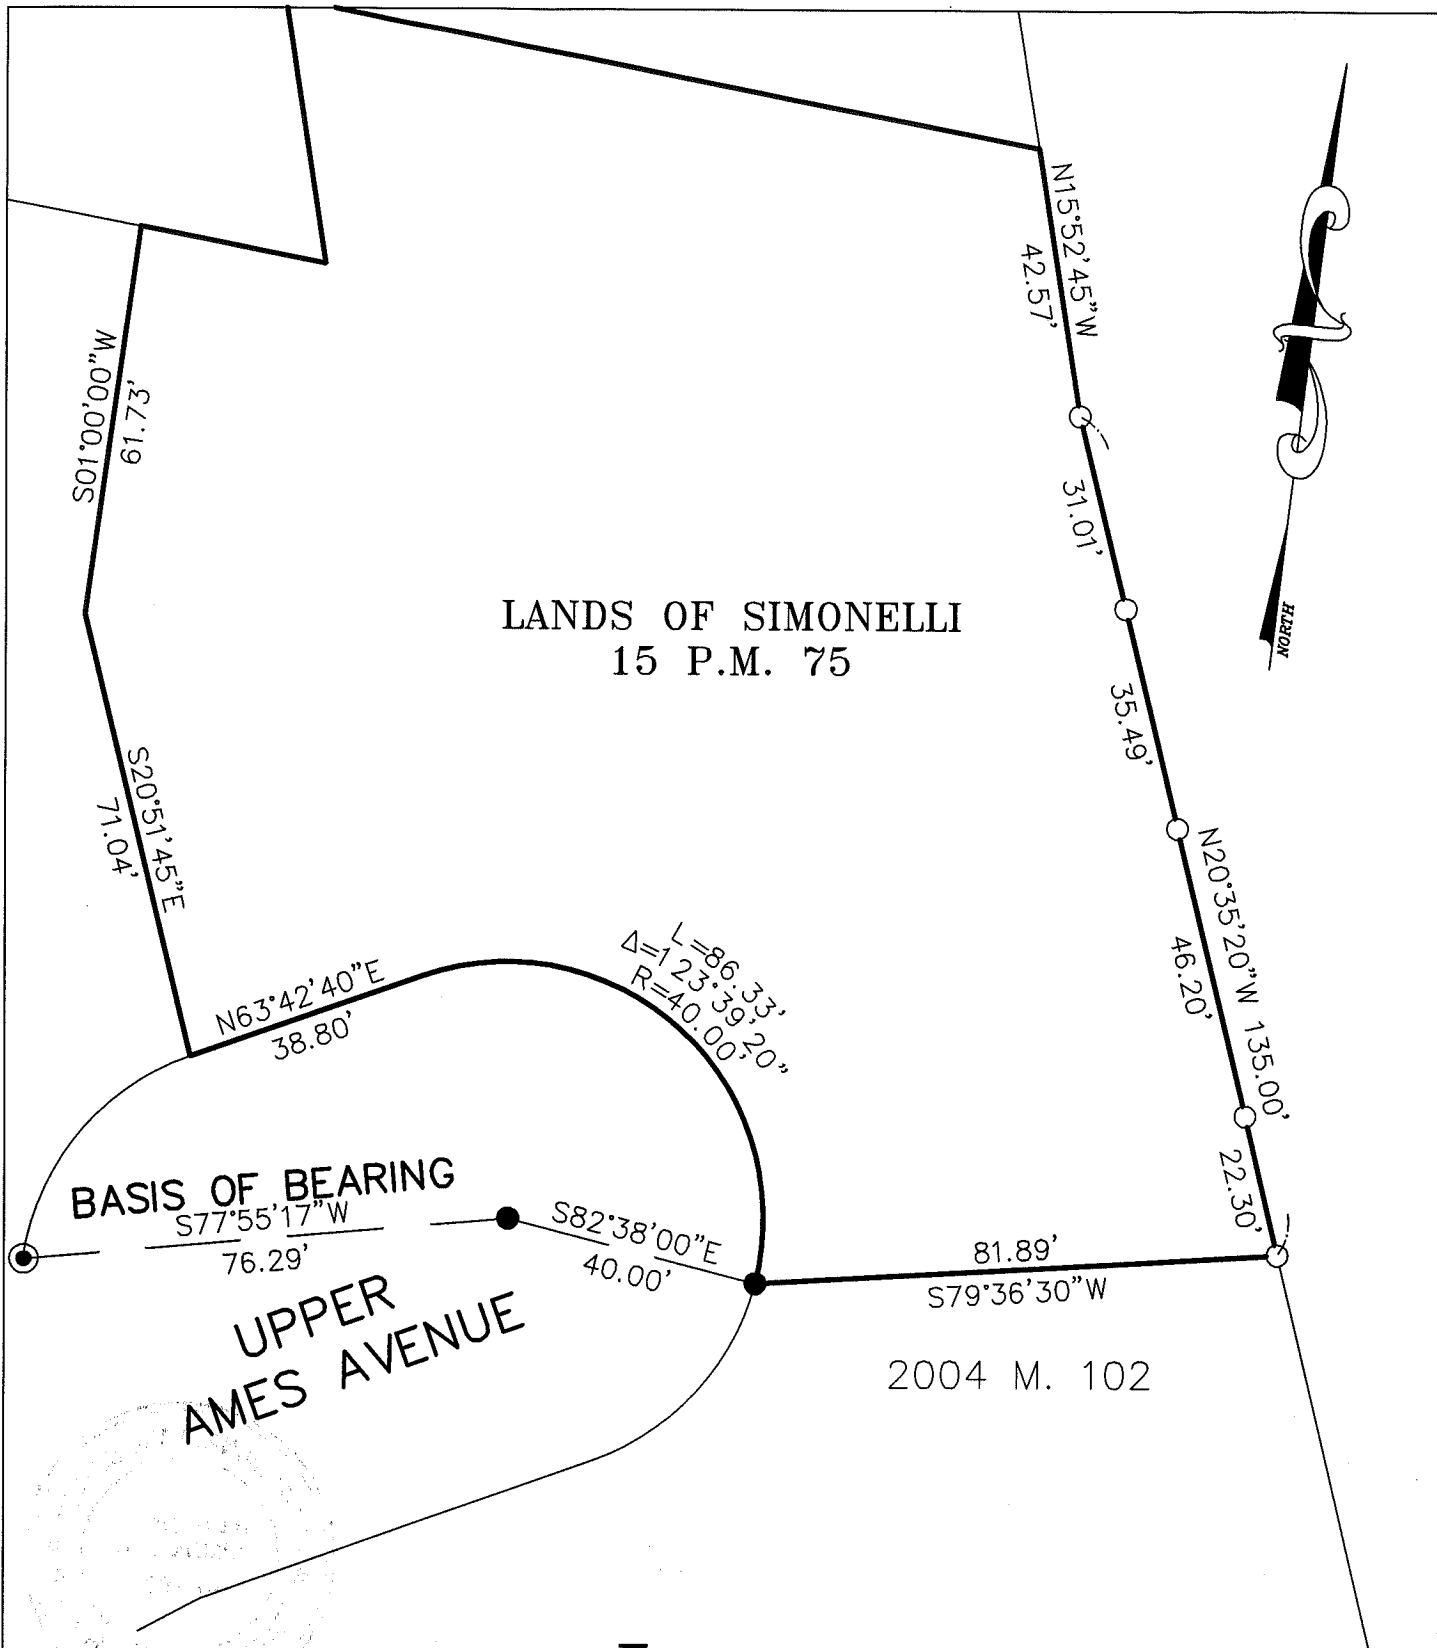 N15°52'45"W
42.57'
S01°00'00"W
61.73'
31.01'
LANDS OF SIMONELLI
15 P.M. 75
NORTH
35.49'
S20°51'45"E
71.04'
N20°35'20"W 135.00'
46.20'
L=86.33'
Δ=123°39'20"
R=40.00'
N63°42'40"E
38.80'
22.30'
BASIS OF BEARING
S77°55'17"W
76.29'
S82°38'00"E
40.00'
81.89'
S79°36'30"W
UPPER
AMES AVENUE
2004 M. 102